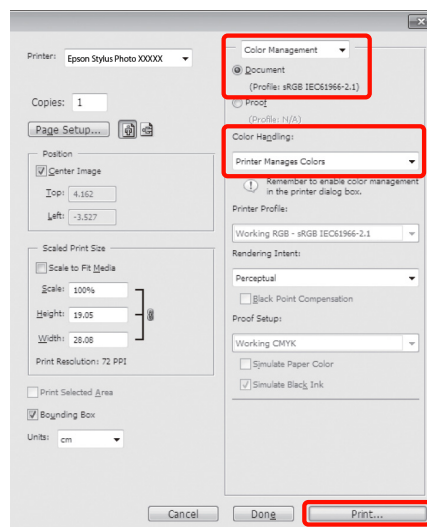 Printer: Epson Stylus Photo XXXXX
Copies: 1
Page Setup...
Position
Center Image
Top: 4.162
Left: -3.527
Scaled Print Size
Scale to Fit Media
Scale: 100%
Height: 19.05
Width: 28.08
Print Resolution: 72 PPI
Print Selected Area
Bounding Box
Units: cm
Color Management
Document
(Profile: sRGB IEC61966-2.1)
Proof
(Profile: N/A)
Color Handling:
Printer Manages Colors
Remember to enable color management
in the printer dialog box.
Printer Profile:
Working RGB - sRGB IEC61966-2.1
Rendering Intent:
Perceptual
Black Point Compensation
Proof Setup:
Working CMYK
Simulate Paper Color
Simulate Black Ink
Cancel
Done
Print...